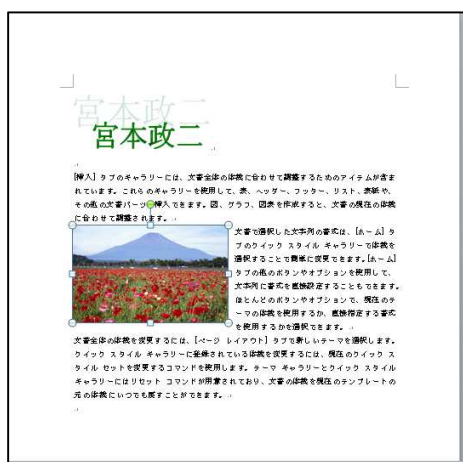 宮本政二
[挿入] タブのギャラリーには、文書全体の体裁に合わせて調整するためのアイテムが含ま
れています。これらのギャラリーを使用して、表、ヘッダー、フッター、リスト、表紙や、
その他の文書パーツ 挿入できます。図、グラフ、図表を作成すると、文書の現在の体裁
に合わせて調整されます。
文書で選択した文字列の書式は、[ホーム] タ
ブのクイック スタイル ギャラリーで体裁を
選択することで簡単に変更できます。[ホーム]
タブの他のボタンやオプションを使用して、
文字列に書式を直接設定することもできます。
ほとんどのボタンやオプションで、現在のテ
ーマの体裁を使用するか、直接指定する書式
を使用するかを選択できます。
文書全体の体裁を変更するには、[ページ レイアウト] タブで新しいテーマを選択します。
クイック スタイル ギャラリーに登録されている体裁を変更するには、現在のクイック ス
タイル セットを変更するコマンドを使用します。テーマ ギャラリーとクイック スタイル
ギャラリーにはリセット コマンドが用意されており、文書の体裁を現在のテンプレートの
元の体裁にいつでも戻すことができます。